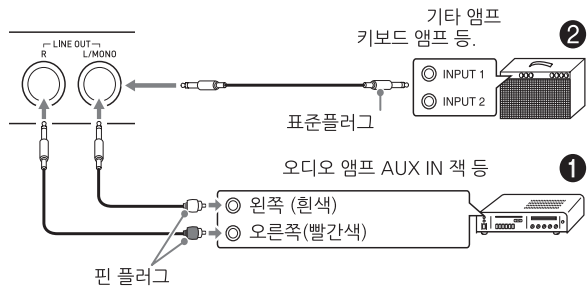 기타 앰프
키보드 앰프 등.
❷
LINE OUT
R
L/MONO
INPUT 1
INPUT 2
표준플러그
오디오 앰프 AUX IN 잭 등
❶
왼쪽 (흰색)
오른쪽(빨간색)
핀 플러그